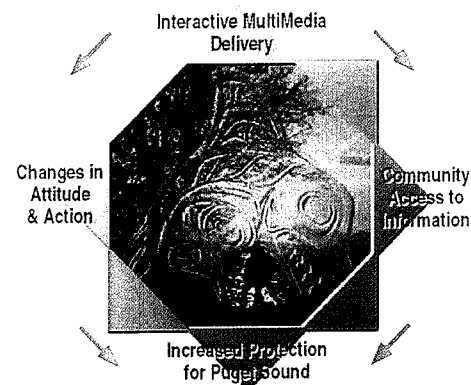 Interactive MultiMedia
Delivery
Changes in
Attitude
& Action
Community
Access to
Information
Increased Protection
for Puget Sound